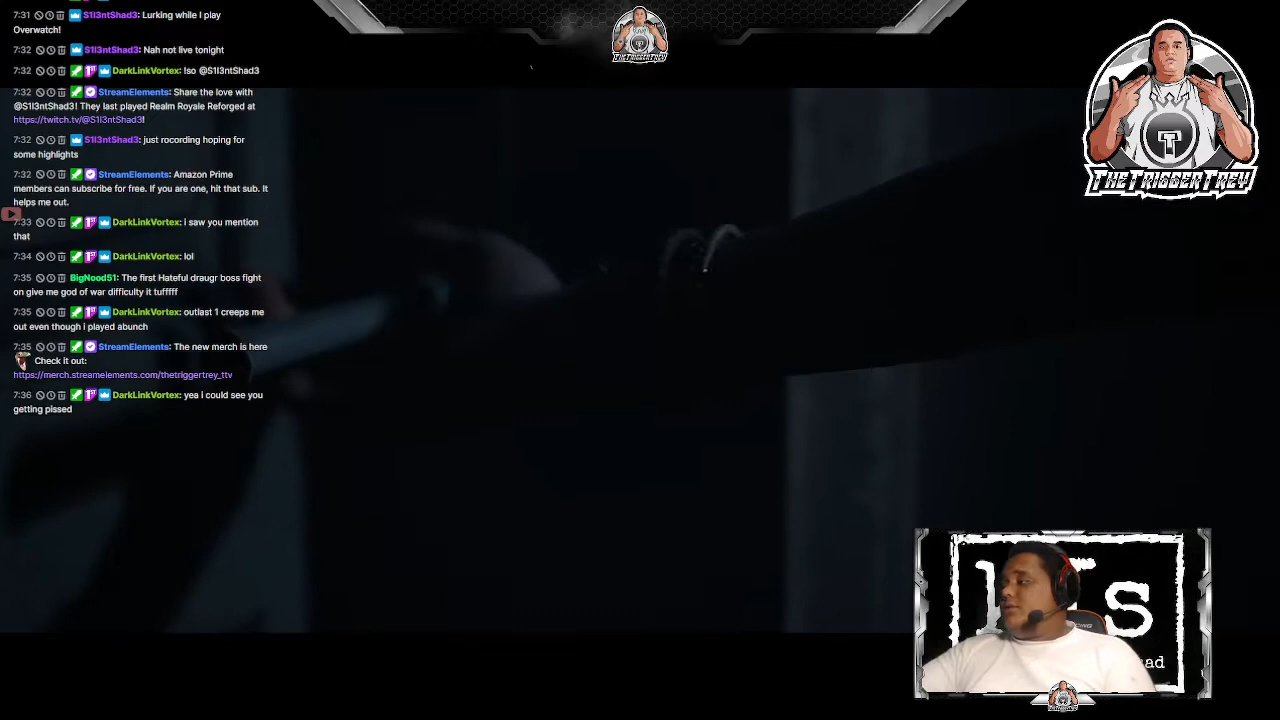 7:31 S1l3ntShad3: Lurking while I play
Overwatch!
7:32 S1l3ntShad3: Nah not live tonight
7:32 DarkLinkVortex: !so @S1l3ntShad3
7:32 StreamElements: Share the love with
@S1l3ntShad3! They last played Realm Royale Reforged at
https://twitch.tv/@S1l3ntShad3!
7:32 S1l3ntShad3: just rocording hoping for
some highlights
7:32 StreamElements: Amazon Prime
members can subscribe for free. If you are one, hit that sub. It
helps me out.
7:33 DarkLinkVortex: i saw you mention
that
7:34 DarkLinkVortex: lol
7:35 BigNood51: The first Hateful draugr boss fight
on give me god of war difficulty it tufffff
7:35 DarkLinkVortex: outlast 1 creeps me
out even though i played abunch
7:35 StreamElements: The new merch is here
Check it out:
https://merch.streamelements.com/thetriggertrey_ttv
7:36 DarkLinkVortex: yea i could see you
getting pissed
THETRIGGERTREY
T
THETRIGGERTREY